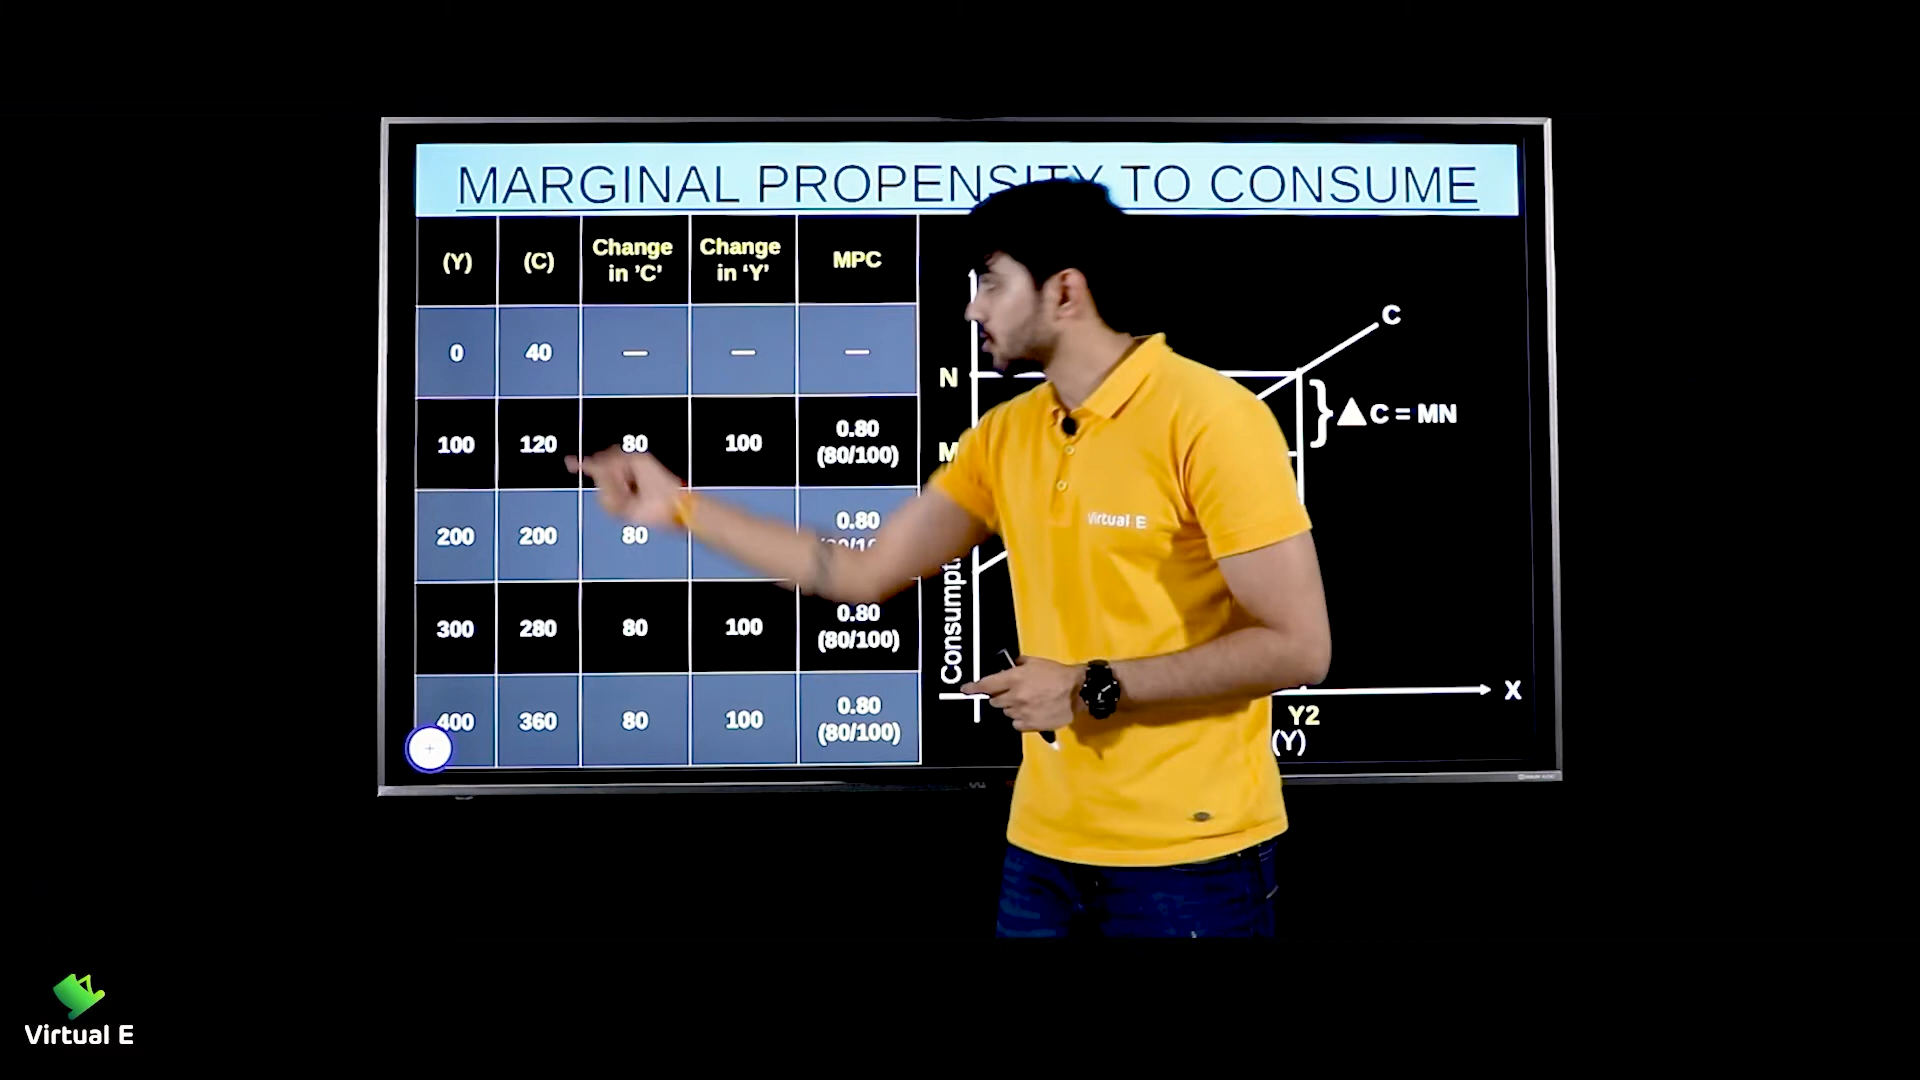 MARGINAL PROPENSITY TO CONSUME
(Y) (C) Change in ’C’ Change in ‘Y’ MPC
0 40 — — —
100 120 80 100 0.80 (80/100)
200 200 80 0.80
300 280 80 100 0.80 (80/100)
400 360 80 100 0.80 (80/100)
C
N
▲C = MN
M
X
Y2
(Y)
Virtual E
Virtual E